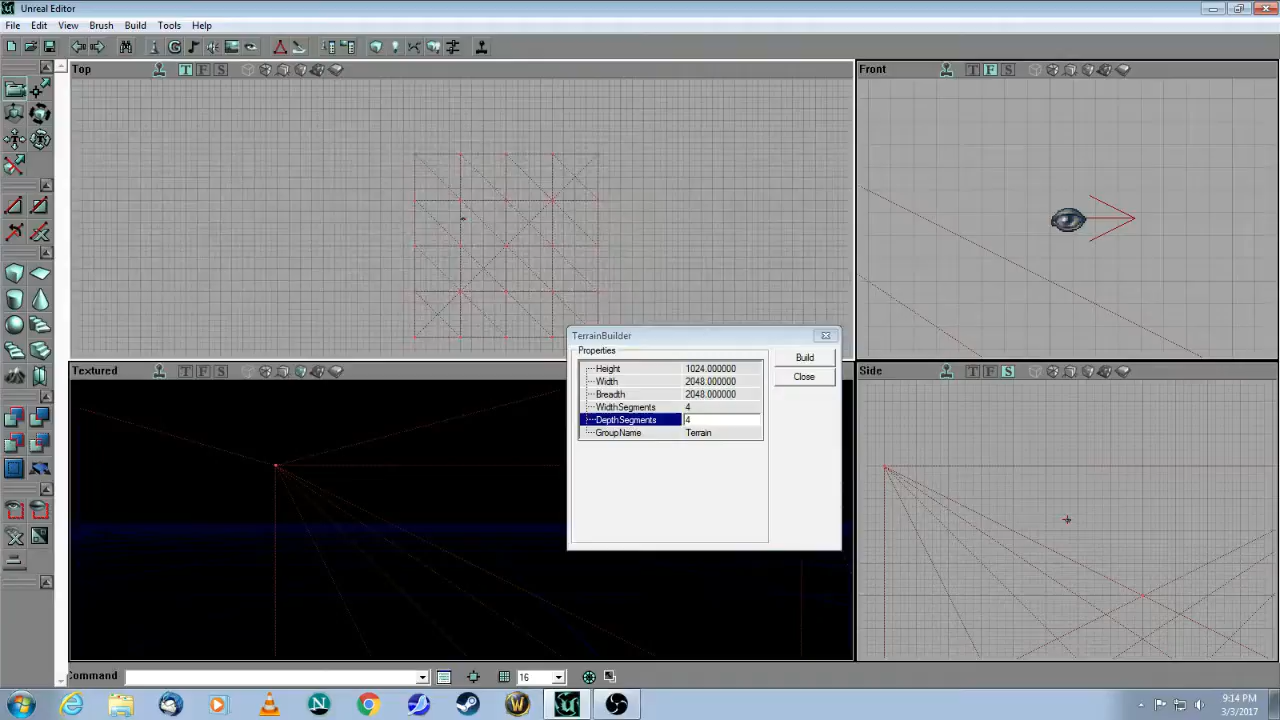 Unreal Editor
File Edit View Brush Build Tools Help
Top T F S
Front T F S
TerrainBuilder
Properties
Height 1024.000000
Width 2048.000000
Breadth 2048.000000
WidthSegments 4
DepthSegments 4
GroupName Terrain
Build
Close
Textured T F S
Side T F S
Command
16
9:14 PM
3/3/2017